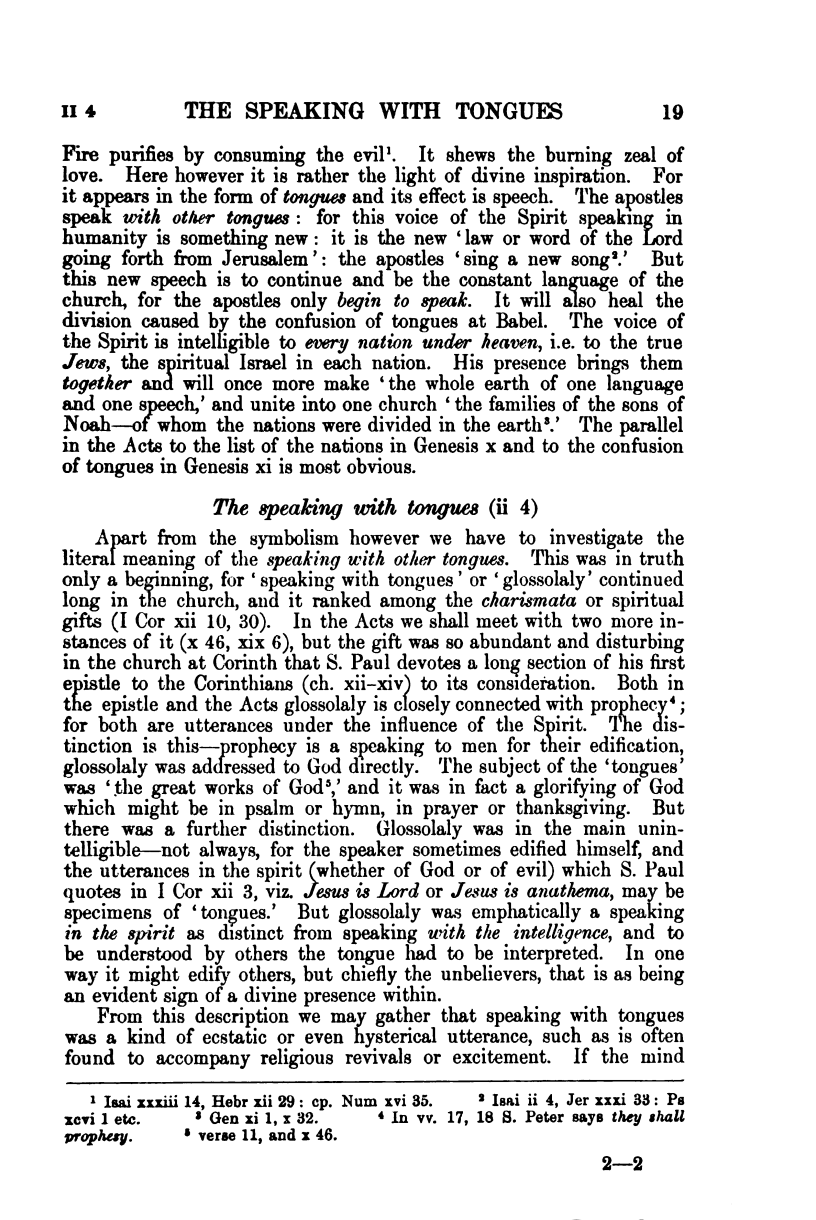 II 4 THE SPEAKING WITH TONGUES 19
Fire purifies by consuming the evil¹. It shews the burning zeal of
love. Here however it is rather the light of divine inspiration. For
it appears in the form of tongues and its effect is speech. The apostles
speak with other tongues : for this voice of the Spirit speaking in
humanity is something new : it is the new ‘law or word of the Lord
going forth from Jerusalem’: the apostles ‘sing a new song².’ But
this new speech is to continue and be the constant language of the
church, for the apostles only begin to speak. It will also heal the
division caused by the confusion of tongues at Babel. The voice of
the Spirit is intelligible to every nation under heaven, i.e. to the true
Jews, the spiritual Israel in each nation. His presence brings them
together and will once more make ‘the whole earth of one language
and one speech,’ and unite into one church ‘the families of the sons of
Noah—of whom the nations were divided in the earth³.’ The parallel
in the Acts to the list of the nations in Genesis x and to the confusion
of tongues in Genesis xi is most obvious.
The speaking with tongues (ii 4)
Apart from the symbolism however we have to investigate the
literal meaning of the speaking with other tongues. This was in truth
only a beginning, for ‘speaking with tongues’ or ‘glossolaly’ continued
long in the church, and it ranked among the charismata or spiritual
gifts (I Cor xii 10, 30). In the Acts we shall meet with two more in-
stances of it (x 46, xix 6), but the gift was so abundant and disturbing
in the church at Corinth that S. Paul devotes a long section of his first
epistle to the Corinthians (ch. xii–xiv) to its consideration. Both in
the epistle and the Acts glossolaly is closely connected with prophecy⁴ ;
for both are utterances under the influence of the Spirit. The dis-
tinction is this—prophecy is a speaking to men for their edification,
glossolaly was addressed to God directly. The subject of the ‘tongues’
was ‘the great works of God⁵,’ and it was in fact a glorifying of God
which might be in psalm or hymn, in prayer or thanksgiving. But
there was a further distinction. Glossolaly was in the main unin-
telligible—not always, for the speaker sometimes edified himself, and
the utterances in the spirit (whether of God or of evil) which S. Paul
quotes in I Cor xii 3, viz. Jesus is Lord or Jesus is anathema, may be
specimens of ‘tongues.’ But glossolaly was emphatically a speaking
in the spirit as distinct from speaking with the intelligence, and to
be understood by others the tongue had to be interpreted. In one
way it might edify others, but chiefly the unbelievers, that is as being
an evident sign of a divine presence within.
From this description we may gather that speaking with tongues
was a kind of ecstatic or even hysterical utterance, such as is often
found to accompany religious revivals or excitement. If the mind
¹ Isai xxxiii 14, Hebr xii 29 : cp. Num xvi 35. ² Isai ii 4, Jer xxxi 33 : Ps
xcvi 1 etc. ³ Gen xi 1, x 32. ⁴ In vv. 17, 18 S. Peter says they shall
prophesy. ⁵ verse 11, and x 46.
2—2